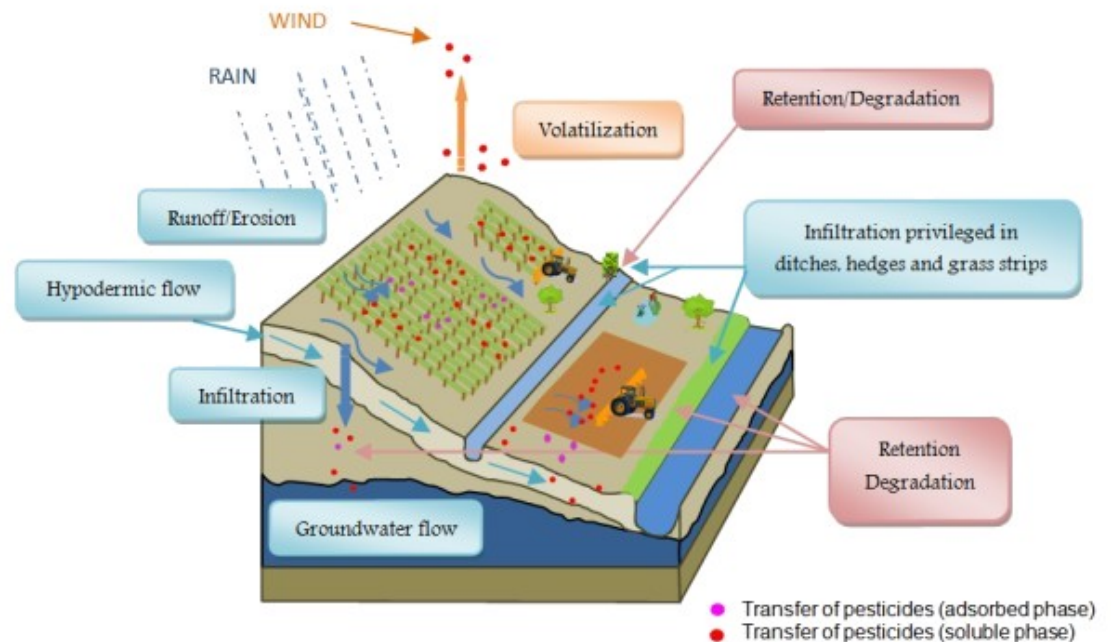 WIND
RAIN
Retention/Degradation
Volatilization
Runoff/Erosion
Infiltration privileged in
ditches, hedges and grass strips
Hypodermic flow
Infiltration
Retention
Degradation
Groundwater flow
Transfer of pesticides (adsorbed phase)
Transfer of pesticides (soluble phase)